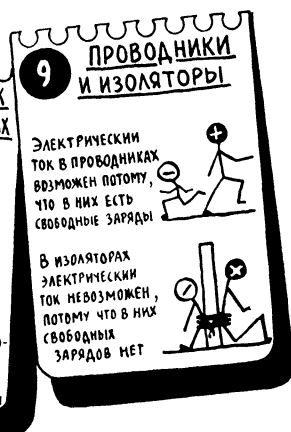 9
ПРОВОДНИКИ
И ИЗОЛЯТОРЫ
ЭЛЕКТРИЧЕСКИЙ
ТОК В ПРОВОДНИКАХ
ВОЗМОЖЕН ПОТОМУ,
ЧТО В НИХ ЕСТЬ
СВОБОДНЫЕ ЗАРЯДЫ
В ИЗОЛЯТОРАХ
ЭЛЕКТРИЧЕСКИЙ
ТОК НЕВОЗМОЖЕН,
ПОТОМУ ЧТО В НИХ
СВОБОДНЫХ
ЗАРЯДОВ НЕТ